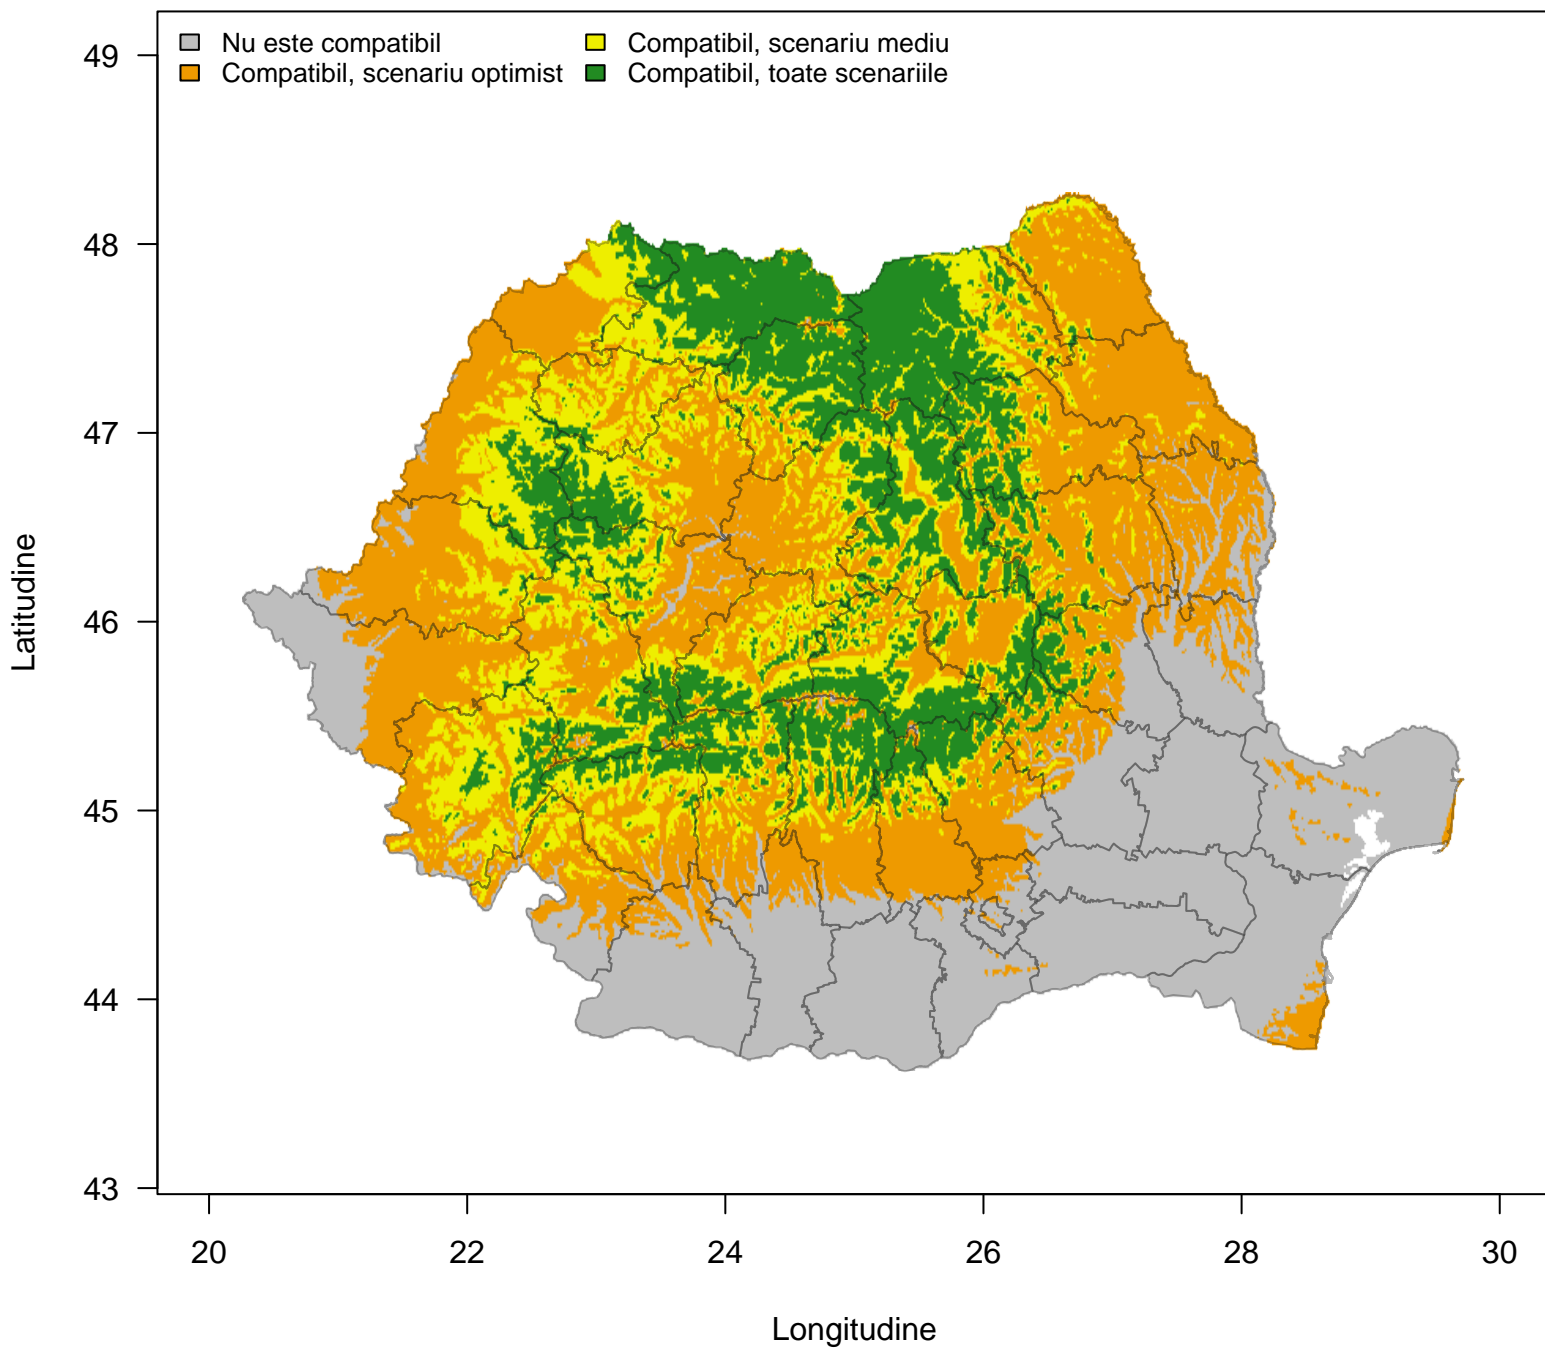 Nu este compatibil
Compatibil, scenariu optimist
Compatibil, scenariu mediu
Compatibil, toate scenariile
49
48
47
46
45
44
43
Latitudine
20 22 24 26 28 30
Longitudine